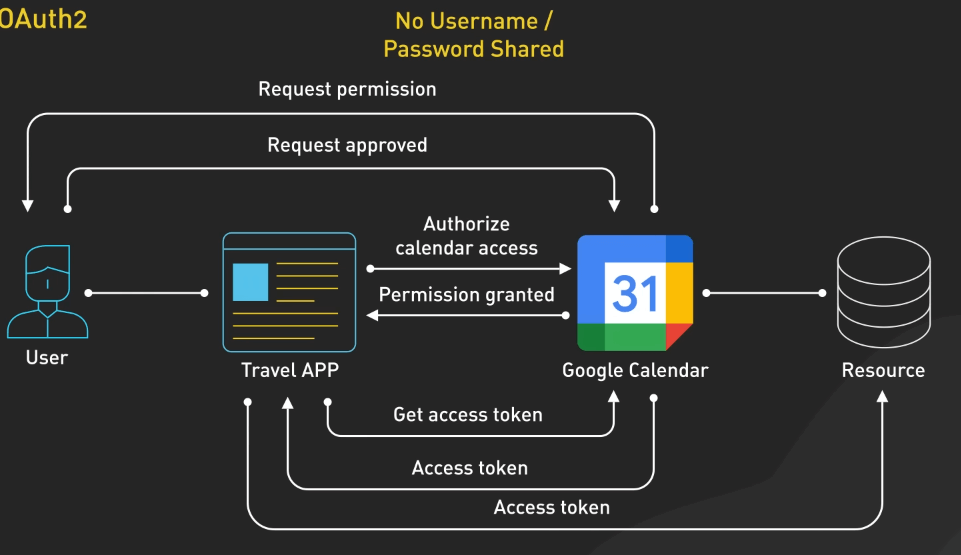 OAuth2
No Username /
Password Shared
Request permission
Request approved
Authorize
calendar access
Permission granted
31
User
Travel APP
Google Calendar
Resource
Get access token
Access token
Access token